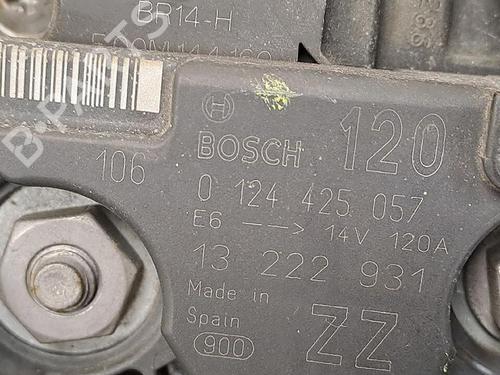 BR14-H
BOSCH 120
106
0 124 425 057
E6 --> 14V 120A
13 222 931
Made in
Spain
ZZ
900
B-PARTS